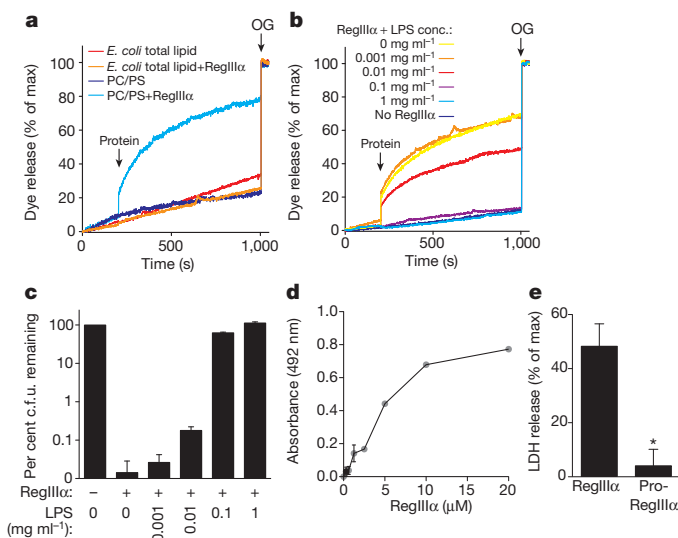 a
OG
E. coli total lipid
E. coli total lipid+RegIIIα
PC/PS
PC/PS+RegIIIα
Protein
Dye release (% of max)
100
80
60
40
20
0
0
500
1,000
Time (s)
b
RegIIIα + LPS conc.:
OG
0 mg ml⁻¹
0.001 mg ml⁻¹
0.01 mg ml⁻¹
0.1 mg ml⁻¹
1 mg ml⁻¹
No RegIIIα
Protein
Dye release (% of max)
100
80
60
40
20
0
0
500
1,000
Time (s)
c
Per cent c.f.u. remaining
100
10
1
0.1
0
RegIIIα: – + + + + +
LPS 0 0 0.001 0.01 0.1 1
(mg ml⁻¹):
d
Absorbance (492 nm)
1.0
0.8
0.6
0.4
0.2
0.0
0 5 10 15 20
RegIIIα (μM)
e
LDH release (% of max)
60
40
20
0
*
RegIIIα Pro-
RegIIIα